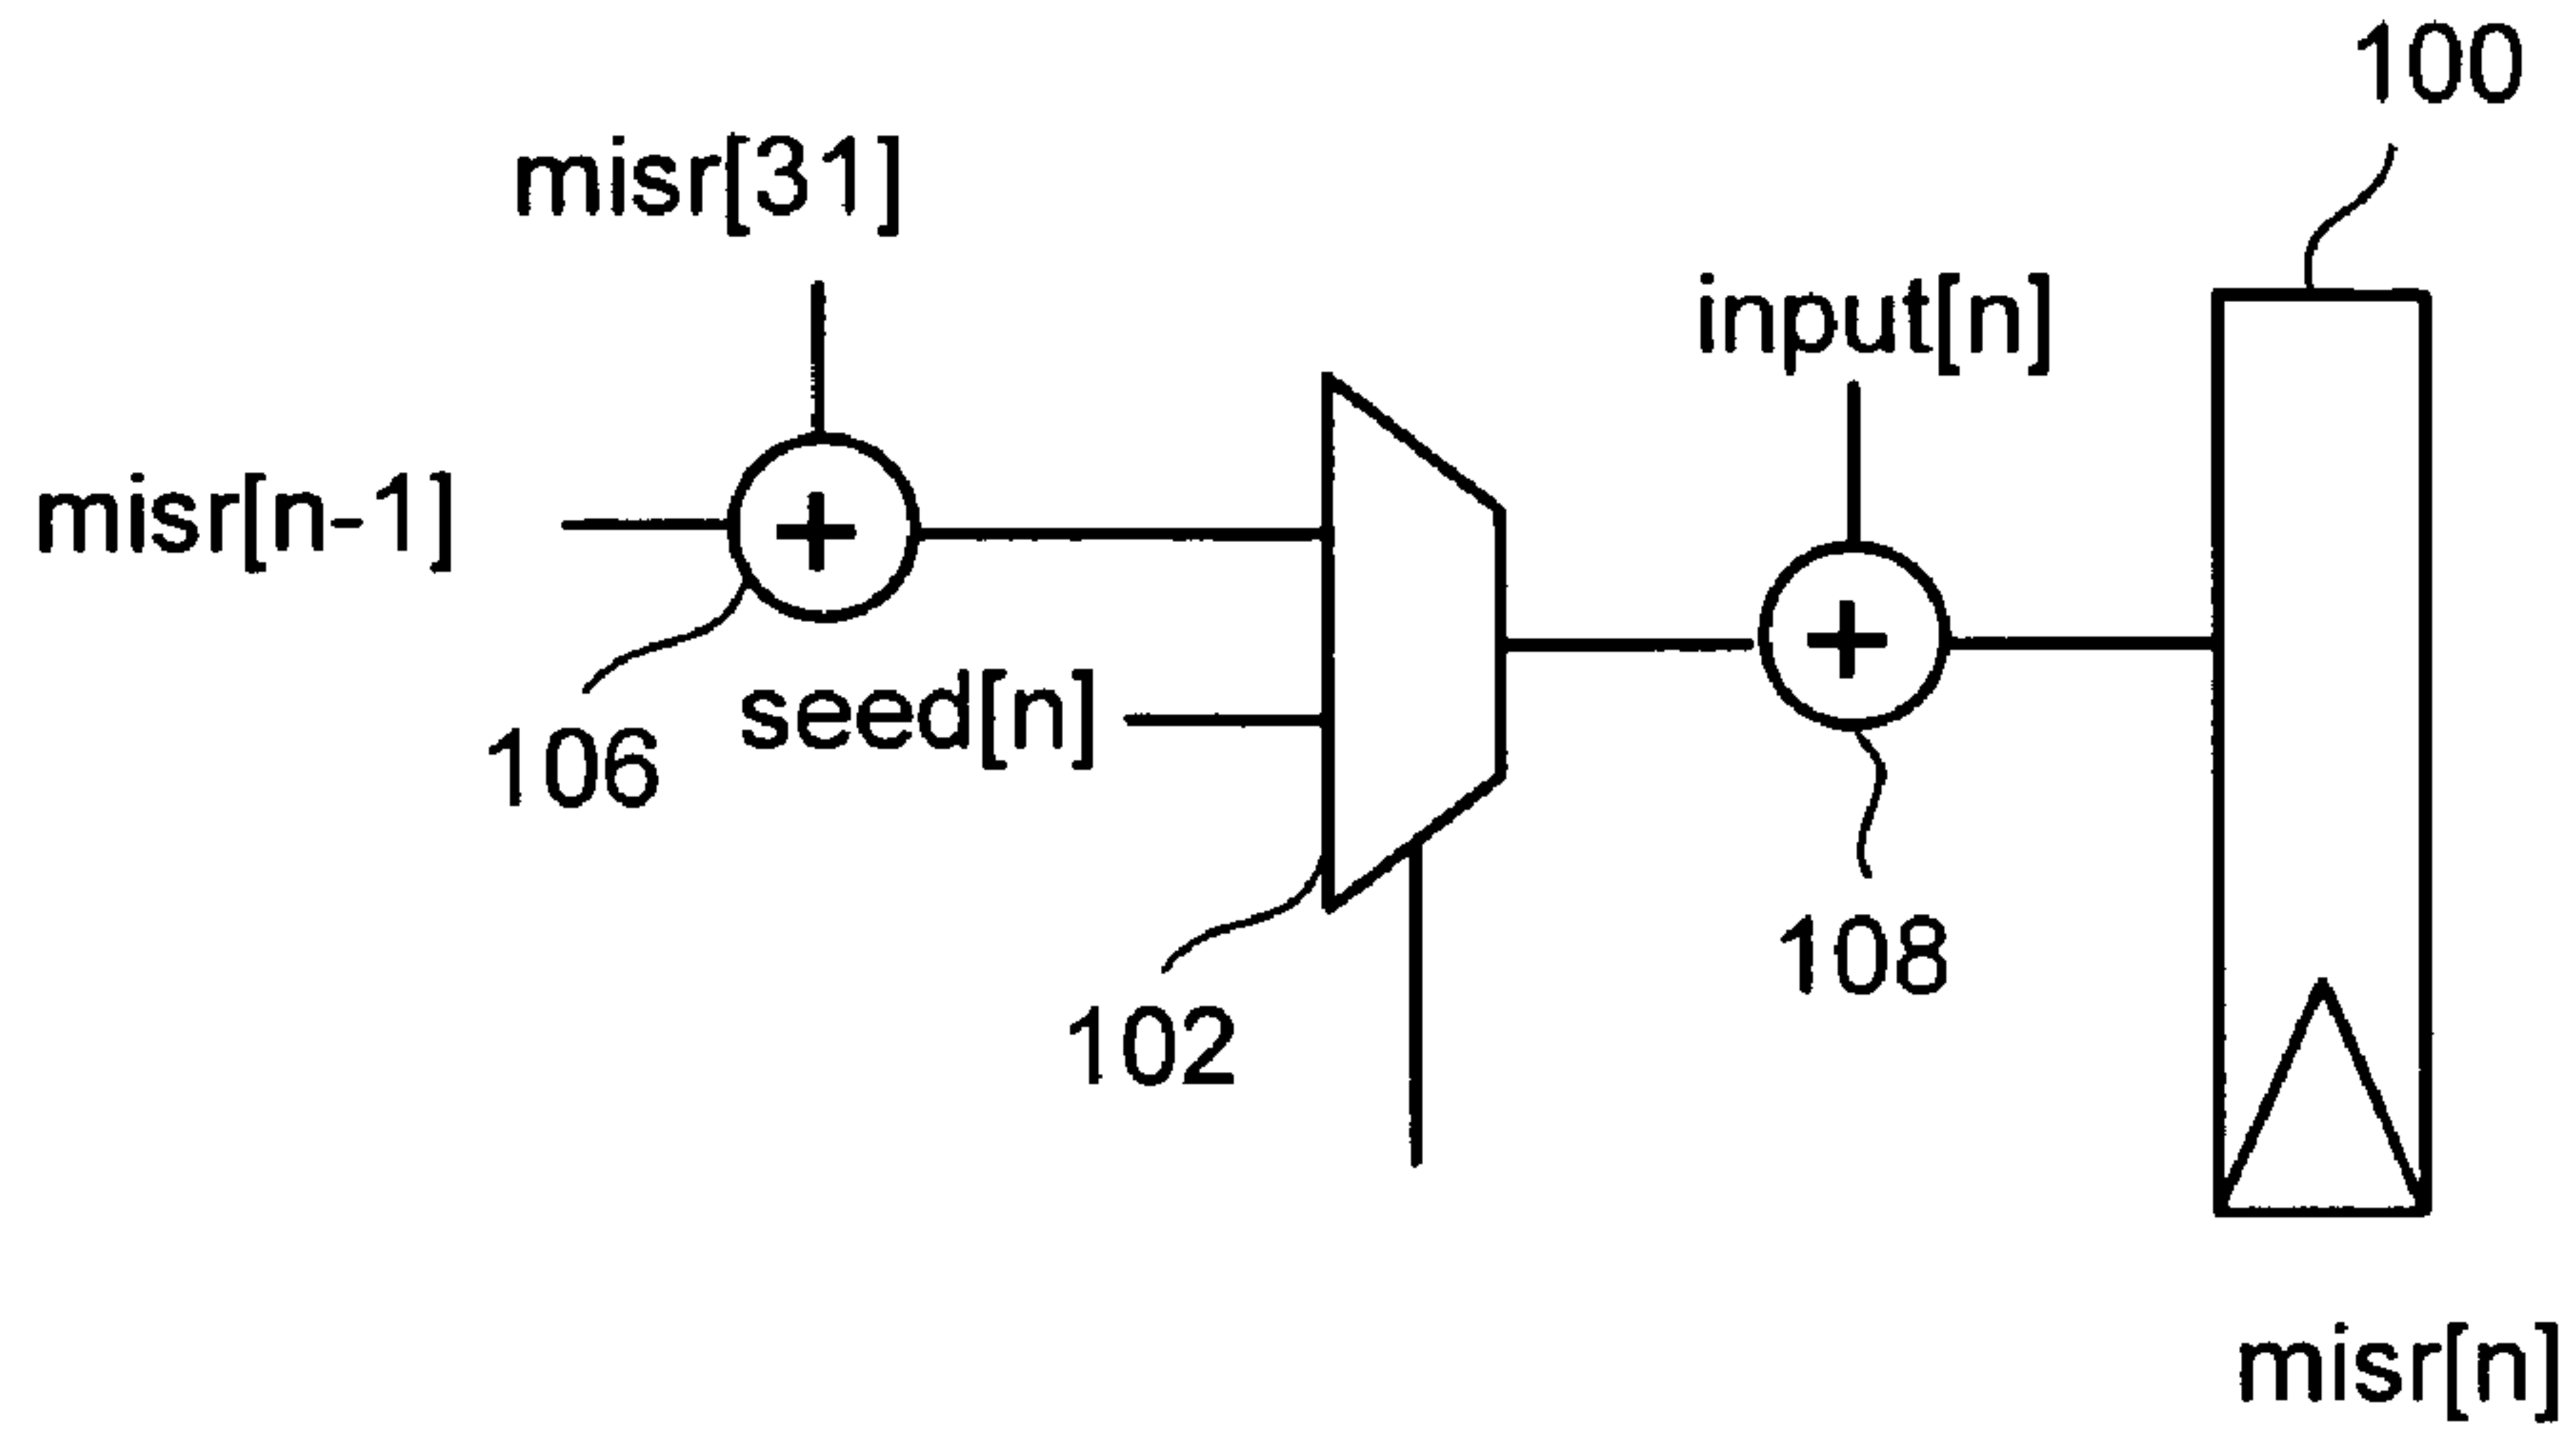 100
misr[31]
input[n]
misr[n-1]
+
+
seed[n]
106
108
102
misr[n]